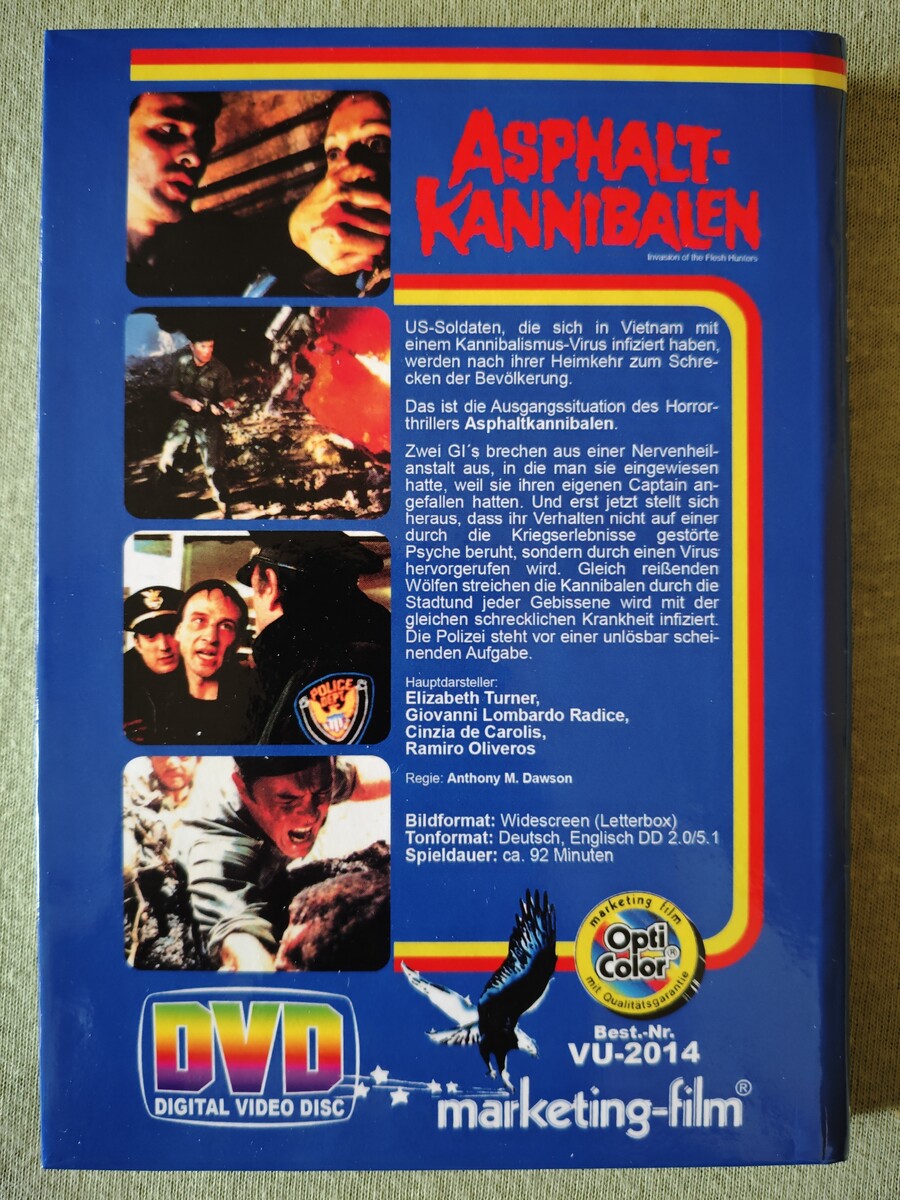 ASPHALT-
KANNIBALEN
Invasion of the Flesh Hunters
US-Soldaten, die sich in Vietnam mit
einem Kannibalismus-Virus infiziert haben,
werden nach ihrer Heimkehr zum Schre-
cken der Bevölkerung.
Das ist die Ausgangssituation des Horror-
thrillers Asphaltkannibalen.
Zwei GI´s brechen aus einer Nervenheil-
anstalt aus, in die man sie eingewiesen
hatte, weil sie ihren eigenen Captain an-
gefallen hatten. Und erst jetzt stellt sich
heraus, dass ihr Verhalten nicht auf einer
durch die Kriegserlebnisse gestörte
Psyche beruht, sondern durch einen Virus
hervorgerufen wird. Gleich reißenden
Wölfen streichen die Kannibalen durch die
Stadtund jeder Gebissene wird mit der
gleichen schrecklichen Krankheit infiziert.
Die Polizei steht vor einer unlösbar schei-
nenden Aufgabe.
Hauptdarsteller:
Elizabeth Turner,
Giovanni Lombardo Radice,
Cinzia de Carolis,
Ramiro Oliveros
Regie: Anthony M. Dawson
Bildformat: Widescreen (Letterbox)
Tonformat: Deutsch, Englisch DD 2.0/5.1
Spieldauer: ca. 92 Minuten
POLICE
DEPT
marketing film
Opti
Color®
mit Qualitätsgarantie
Best.-Nr.
VU-2014
DVD
DIGITAL VIDEO DISC
marketing-film®